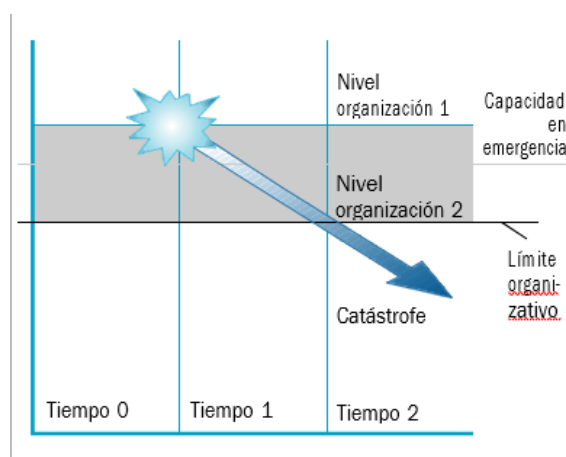 Nivel
organización 1
Capacidad
en
emergencia
Nivel
organización 2
Límite
organi-
zativo
Catástrofe
Tiempo 0
Tiempo 1
Tiempo 2